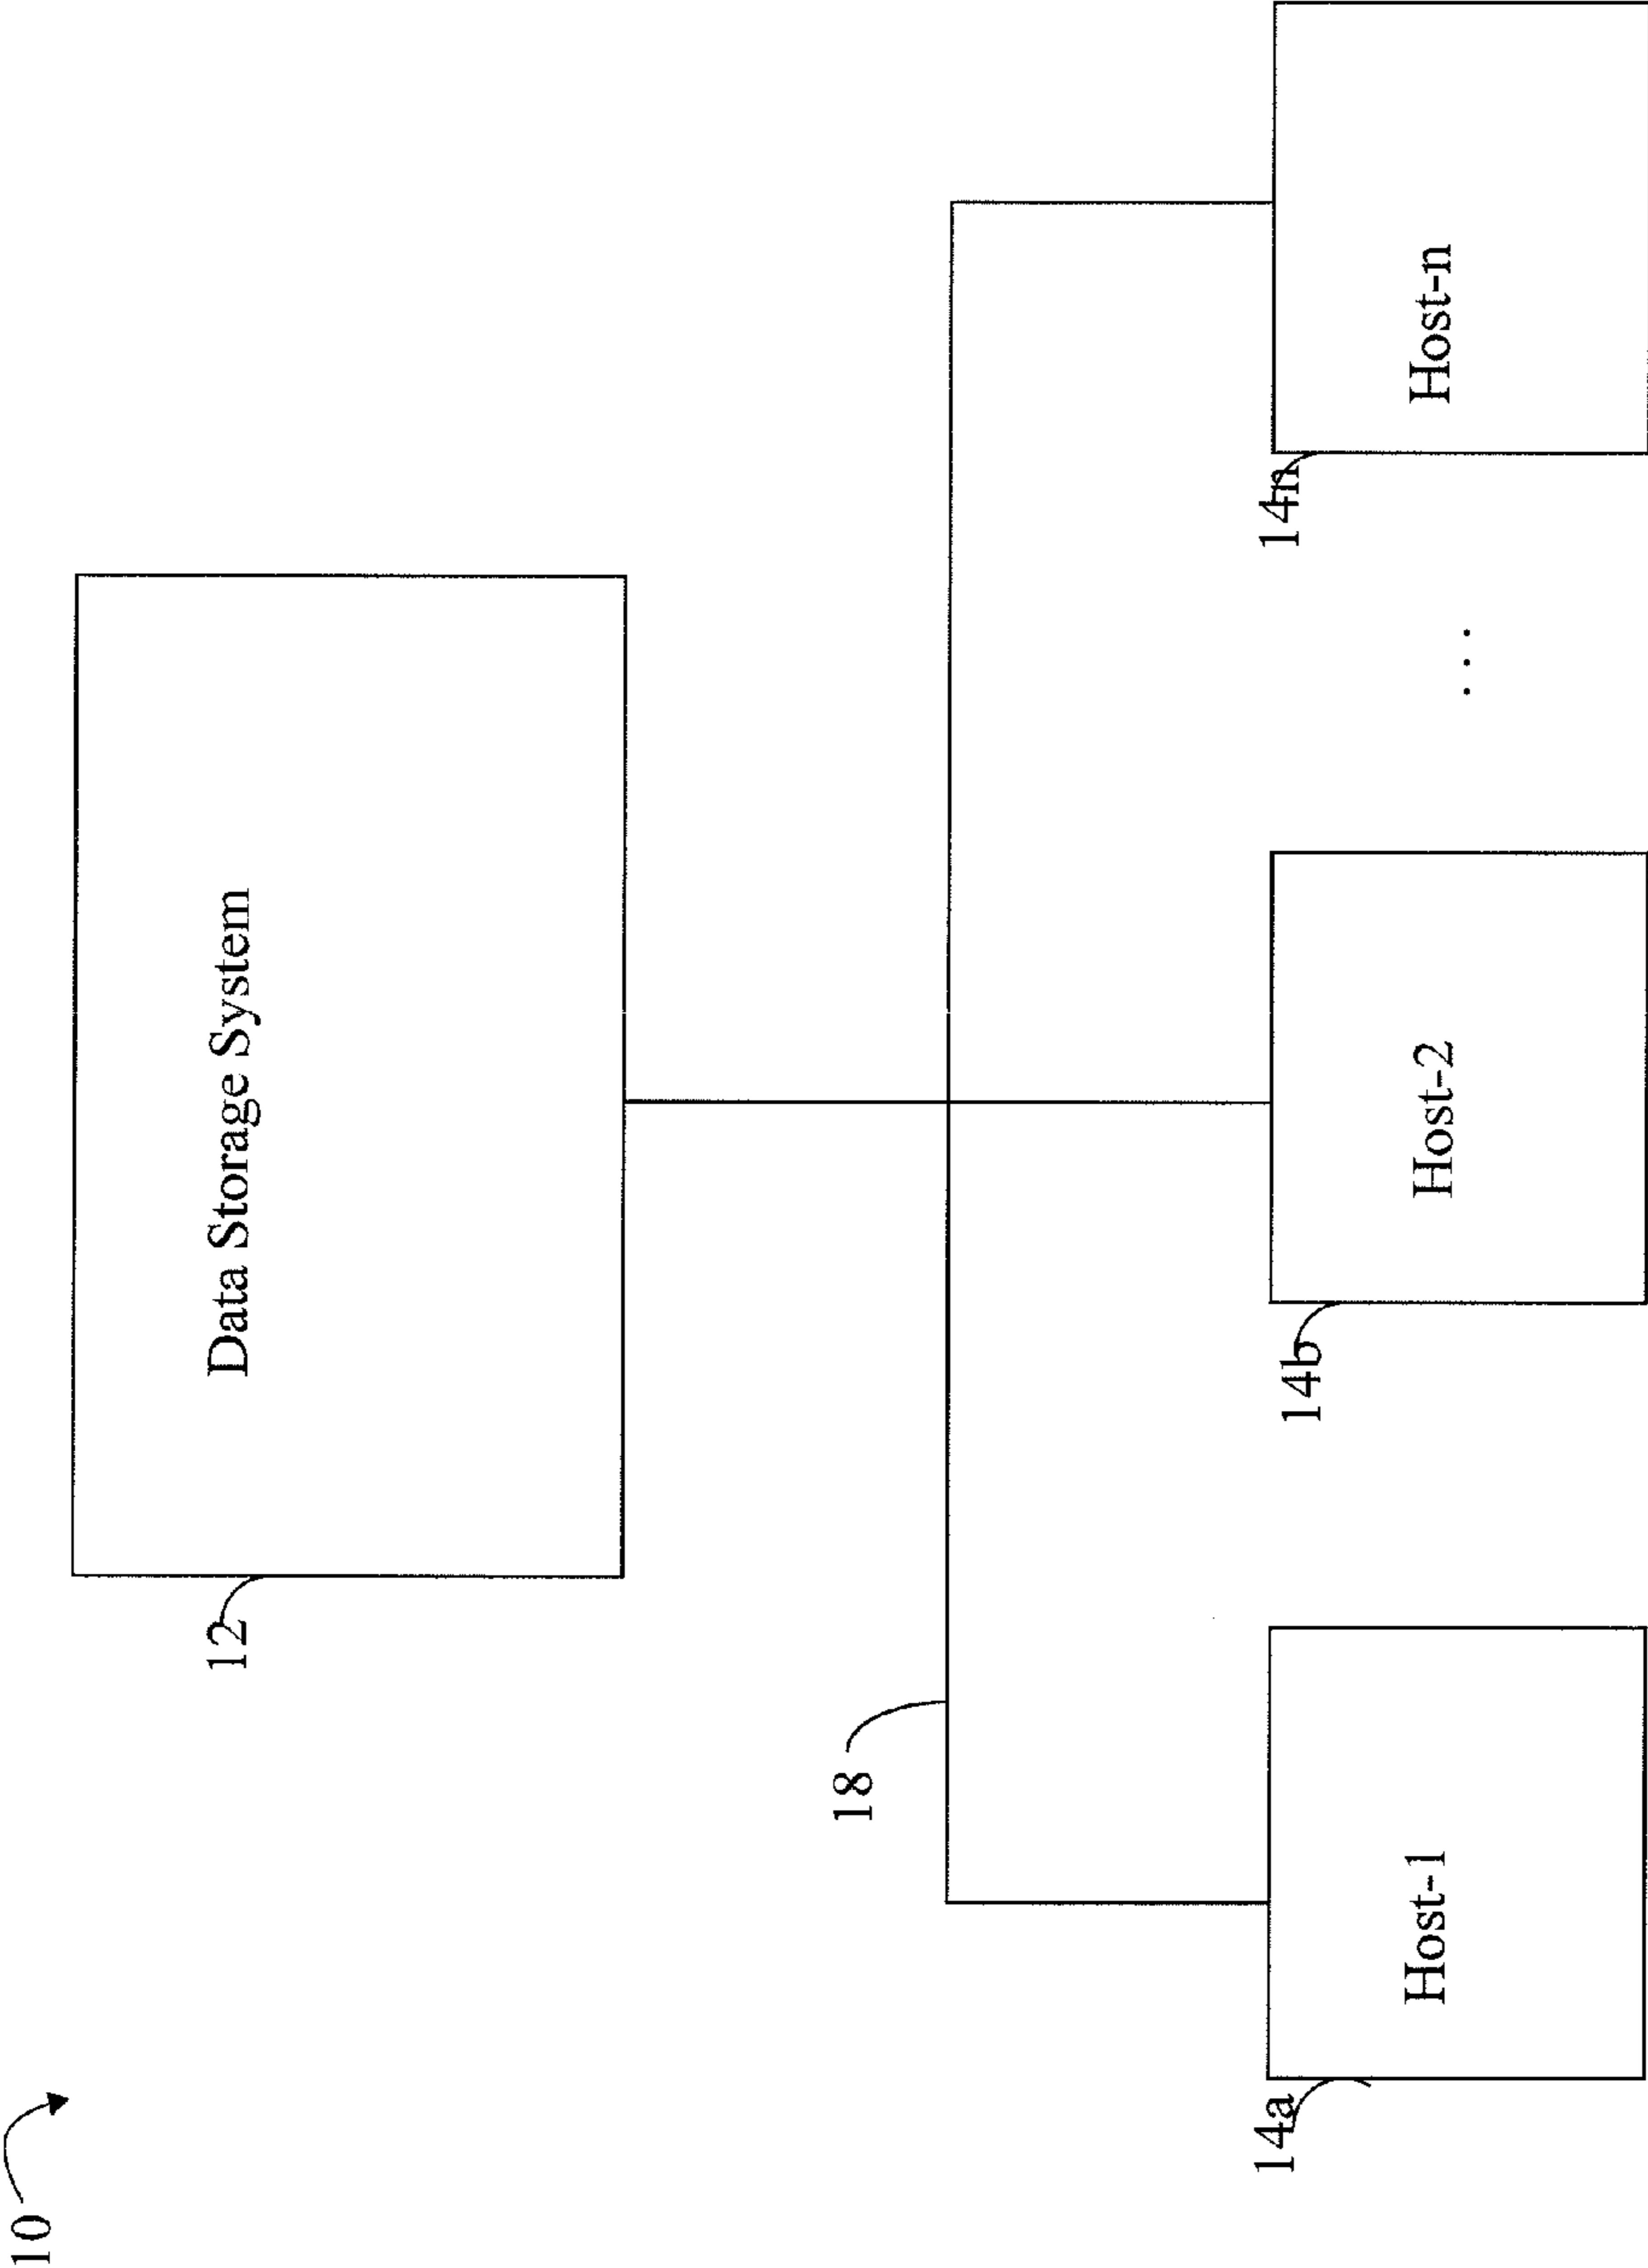 10
Data Storage System
12
18
Host-1
Host-2
Host-n
14a
14b
...
14n